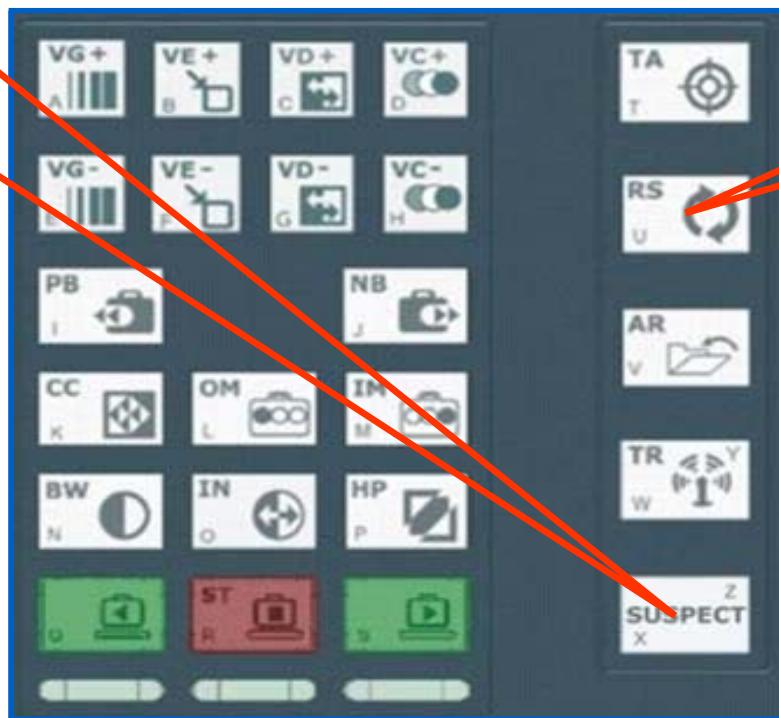 VG+ VE+ VD+ VC+
A B C D
VG- VE- VD- VC-
E F G H
PB NB
I J
CC OM IM
K L M
BW IN HP
N O P
ST
Q R S
TA
T
RS
U
AR
V
TR Y
W
Z
SUSPECT
X